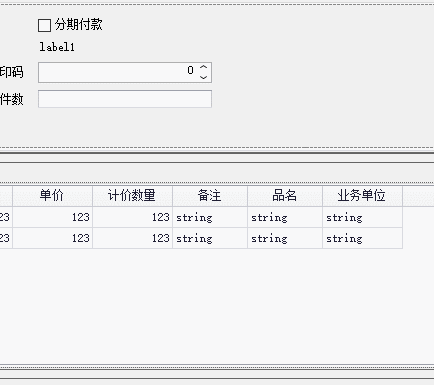 分期付款
label1
印码 0
件数
单价 计价数量 备注 品名 业务单位
23 123 123 string string string
23 123 123 string string string